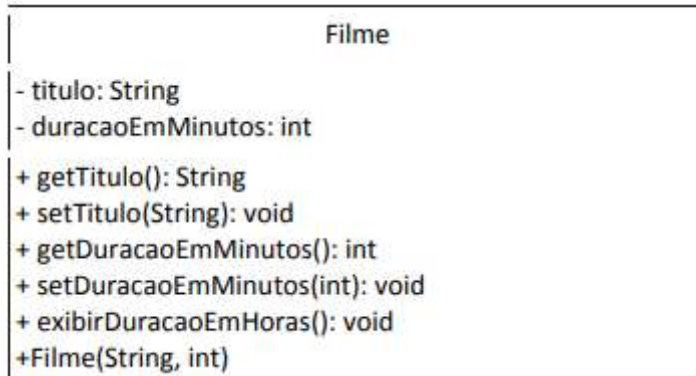 Filme
- titulo: String
- duracaoEmMinutos: int
+ getTitulo(): String
+ setTitulo(String): void
+ getDuracaoEmMinutos(): int
+ setDuracaoEmMinutos(int): void
+ exibirDuracaoEmHoras(): void
+Filme(String, int)